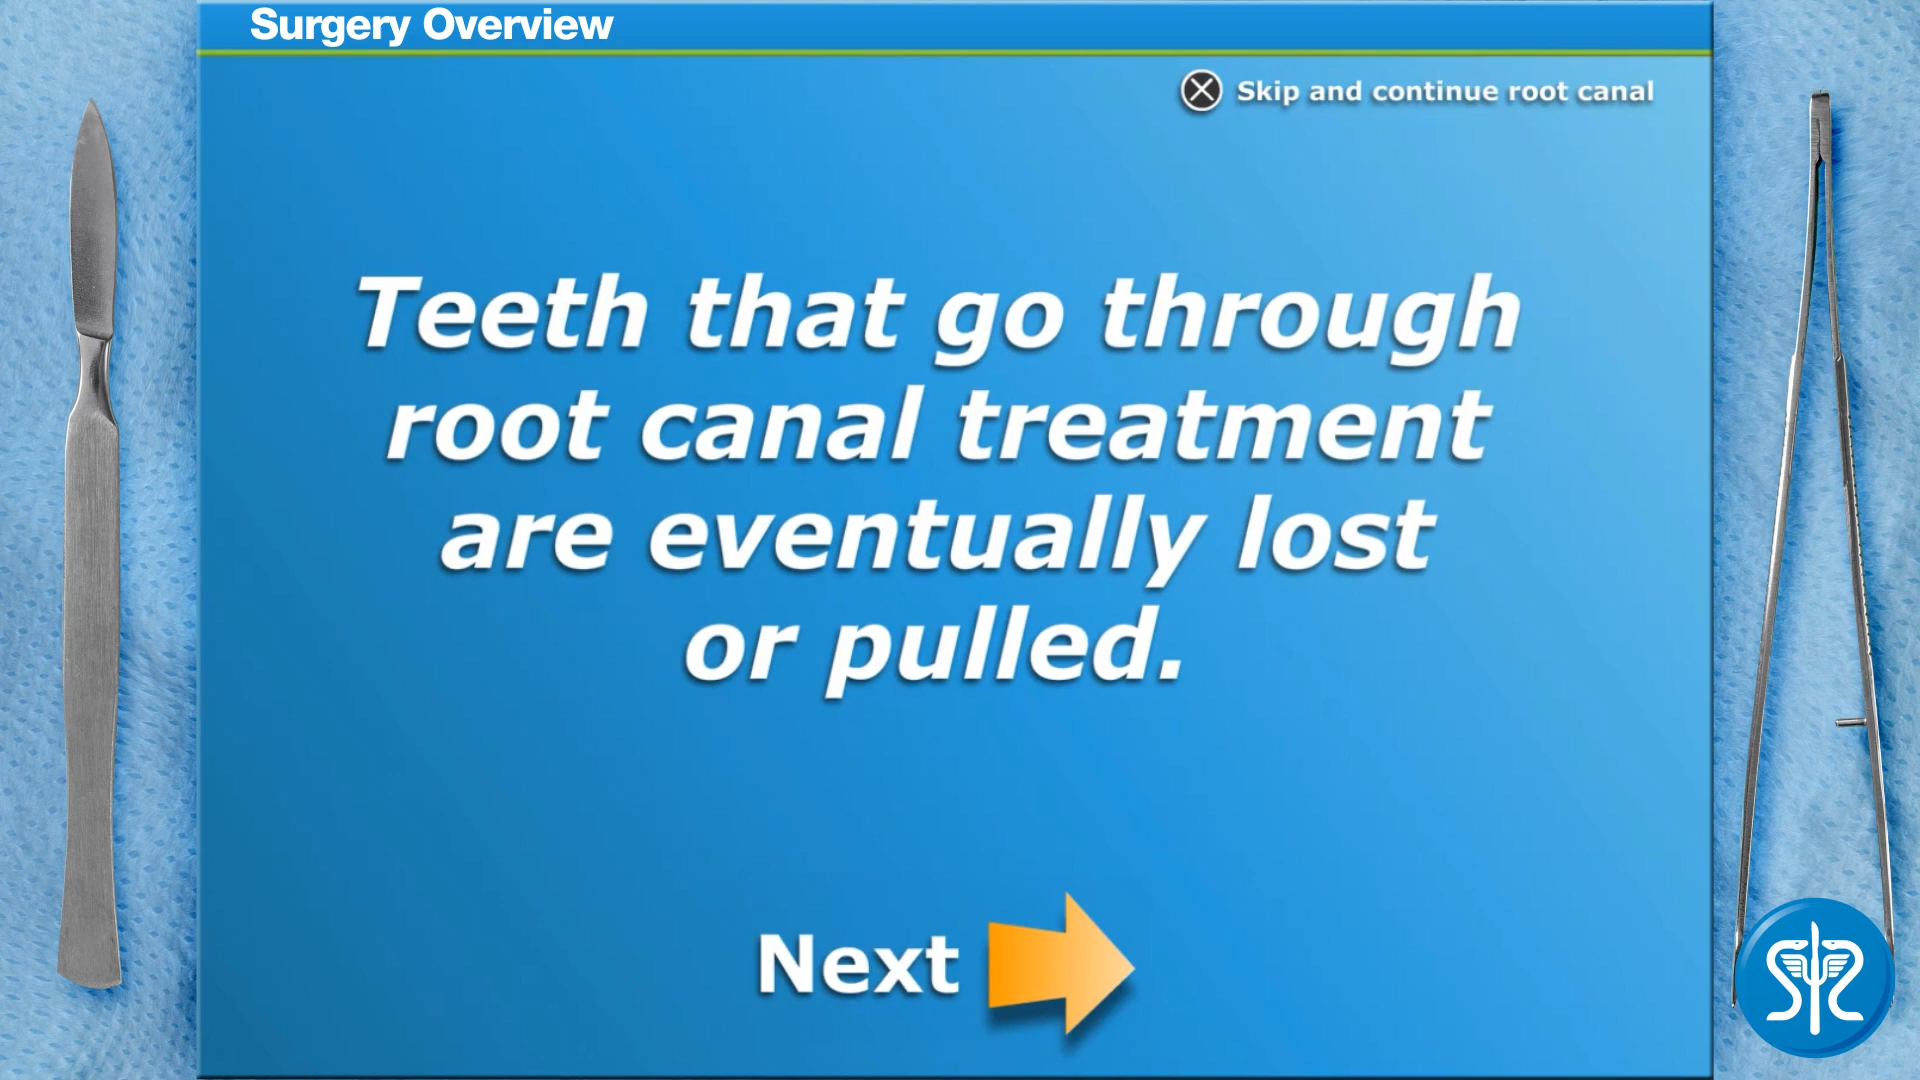 Surgery Overview
Skip and continue root canal
Teeth that go through
root canal treatment
are eventually lost
or pulled.
Next